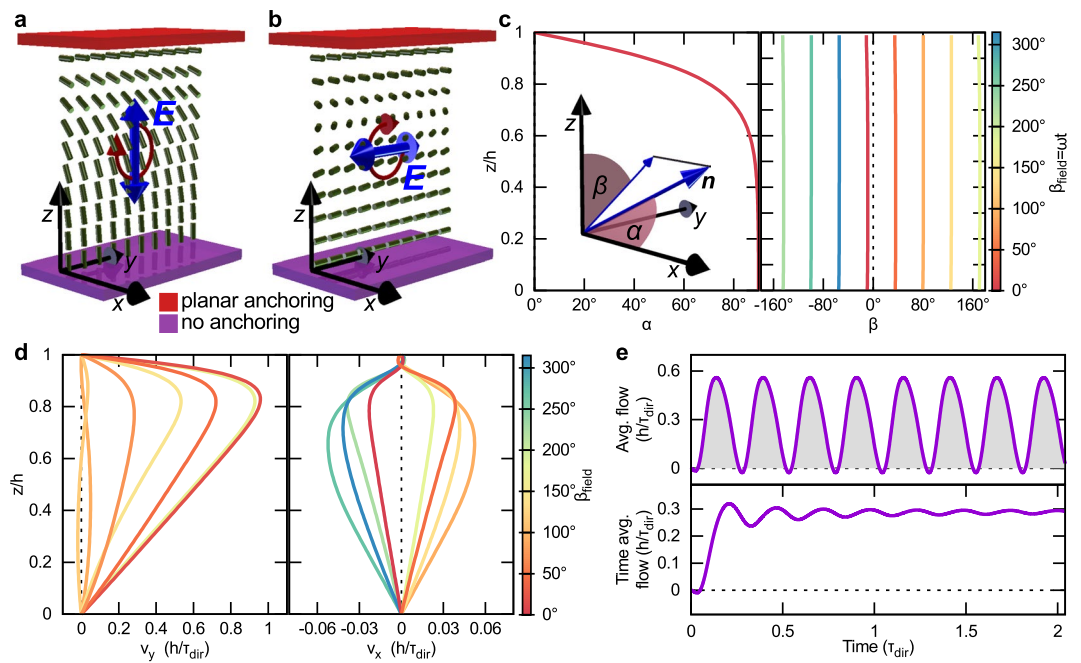 a
E
z
y
x
b
E
z
y
x
planar anchoring
no anchoring
c
z/h
1
0.8
0.6
0.4
0.2
0
z
β
n
y
α
x
0° 40° 60° 80°
α
-160° -80° 0° 80° 160°
β
300°
250°
200°
150°
100°
50°
0°
β_field=ωt
d
z/h
1
0.8
0.6
0.4
0.2
0
0 0.2 0.4 0.6 0.8 1
v_y (h/τ_dir)
-0.06 -0.03 0 0.03 0.06
v_x (h/τ_dir)
300°
250°
200°
150°
100°
50°
0°
β_field
e
Avg. flow
(h/τ_dir)
0.6
0.3
0
Time avg.
flow (h/τ_dir)
0.3
0.2
0.1
0
0 0.5 1 1.5 2
Time (τ_dir)